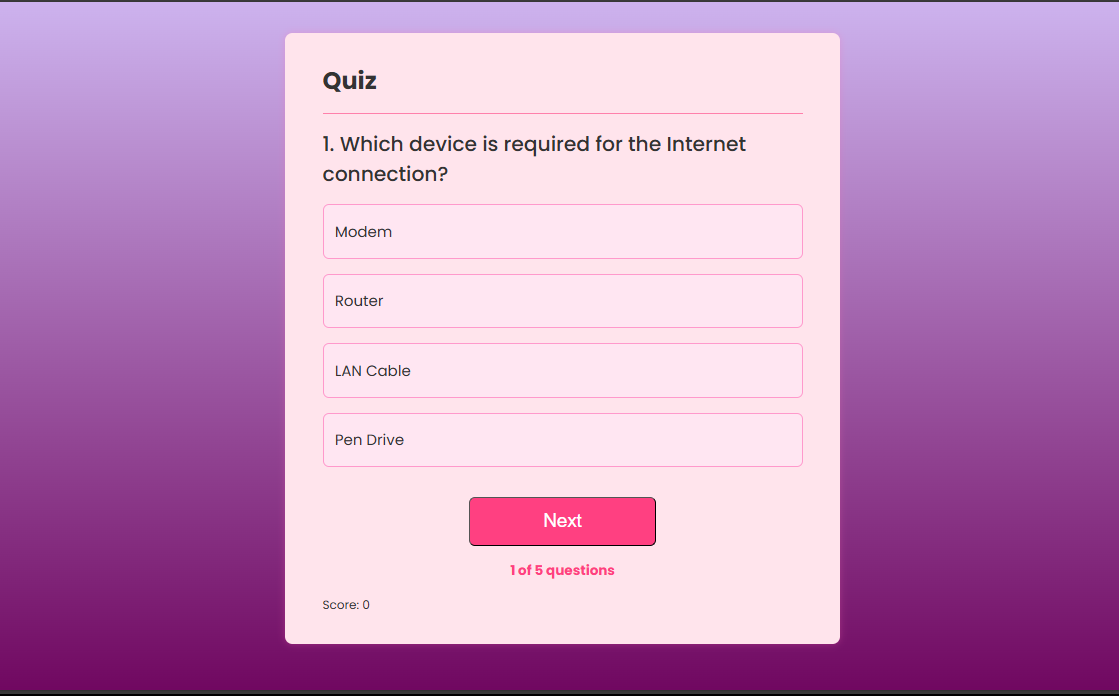 Quiz
1. Which device is required for the Internet
connection?
Modem
Router
LAN Cable
Pen Drive
Next
1 of 5 questions
Score: 0